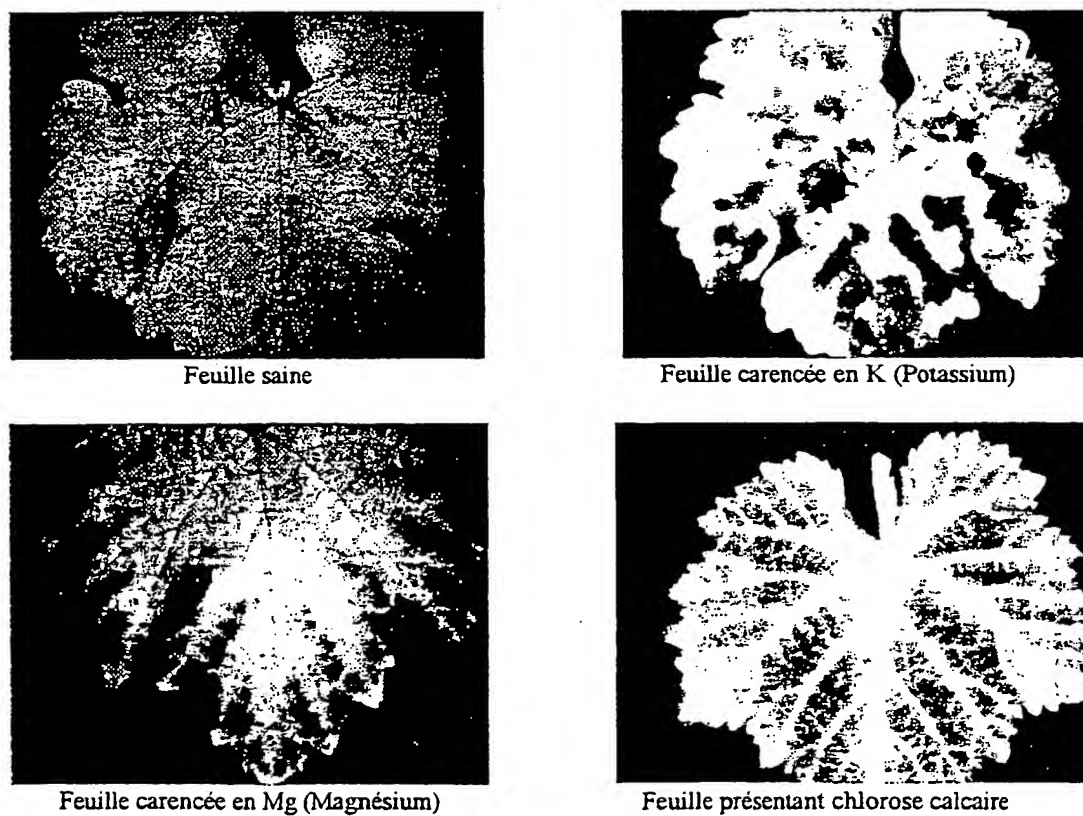 Feuille saine
Feuille carencée en K (Potassium)
Feuille carencée en Mg (Magnésium)
Feuille présentant chlorose calcaire